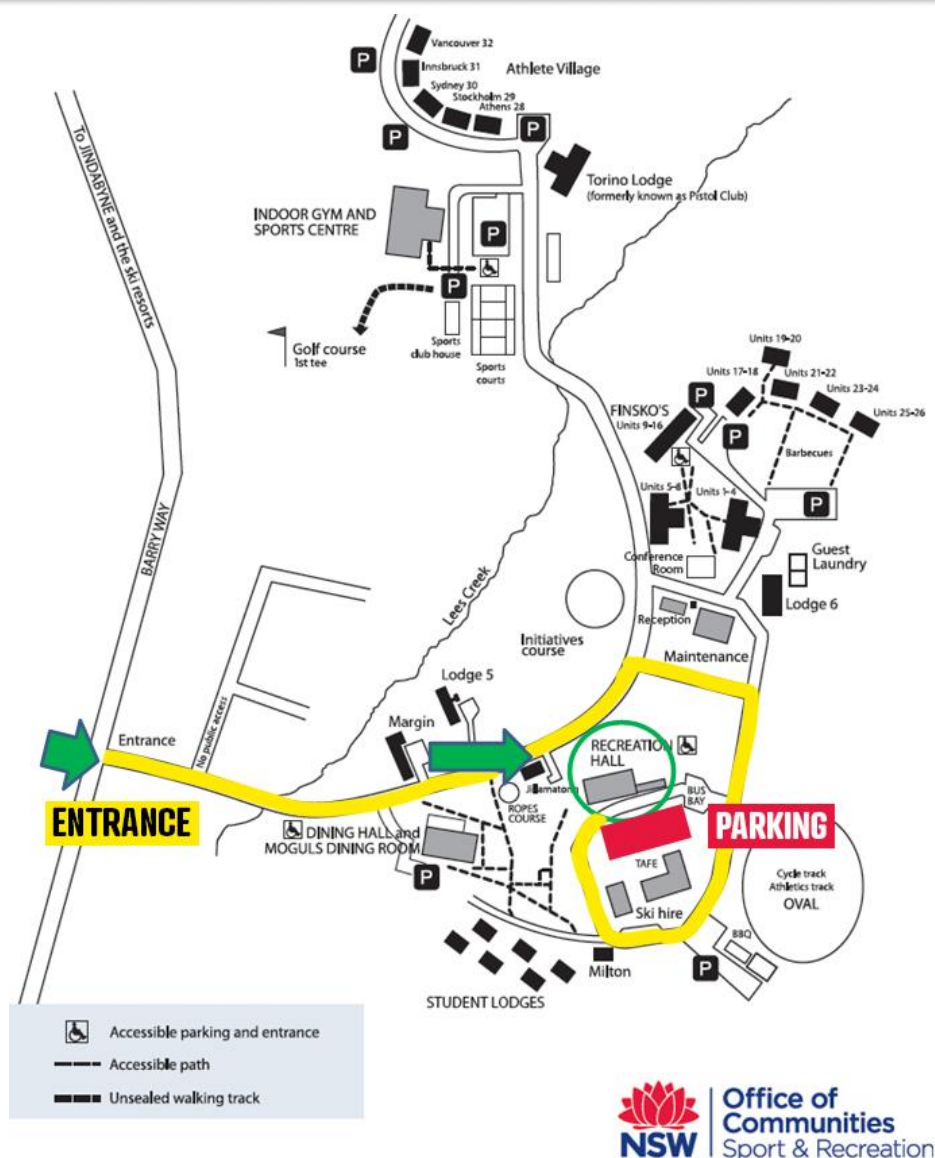 Vancouver 32
P
Innsbruck 31
Athlete Village
Sydney 30
Stockholm 29
Athens 28
P
P
To JINDABYNE and the ski resorts
Torino Lodge
(formerly known as Pistol Club)
INDOOR GYM AND
SPORTS CENTRE
P
P
Golf course
1st tee
Sports
club house
Sports
courts
Units 19-20
Units 17-18
Units 21-22
Units 23-24
Units 25-26
P
FINSKO'S
Units 9-16
P
Barbecues
Units 5-8
Units 1-4
P
BARRY WAY
Conference
Room
Guest
Laundry
Lodge 6
Lees Creek
Reception
Initiatives
course
Maintenance
Lodge 5
No public access
Margin
Entrance
RECREATION
HALL
Jillamatong
BUS
BAY
ENTRANCE
ROPES
COURSE
PARKING
DINING HALL and
MOGULS DINING ROOM
TAFE
P
Cycle track
Athletics track
OVAL
Ski hire
BBQ
Milton
P
STUDENT LODGES
Accessible parking and entrance
Accessible path
Unsealed walking track
NSW
Office of
Communities
Sport & Recreation